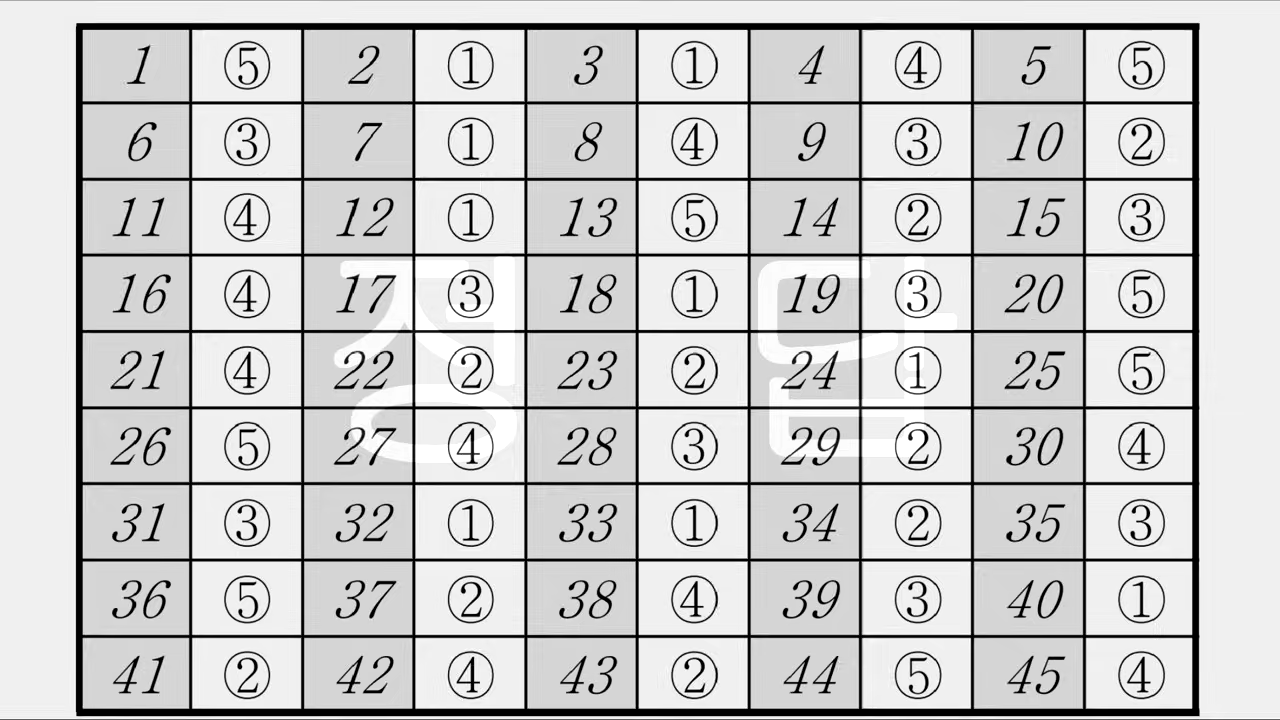 1 ⑤ 2 ① 3 ① 4 ④ 5 ⑤
6 ③ 7 ① 8 ④ 9 ③ 10 ②
11 ④ 12 ① 13 ⑤ 14 ② 15 ③
16 ④ 17 ③ 18 ① 19 ③ 20 ⑤
21 ④ 22 ② 23 ② 24 ① 25 ⑤
26 ⑤ 27 ④ 28 ③ 29 ② 30 ④
31 ③ 32 ① 33 ① 34 ② 35 ③
36 ⑤ 37 ② 38 ④ 39 ③ 40 ①
41 ② 42 ④ 43 ② 44 ⑤ 45 ④
정답